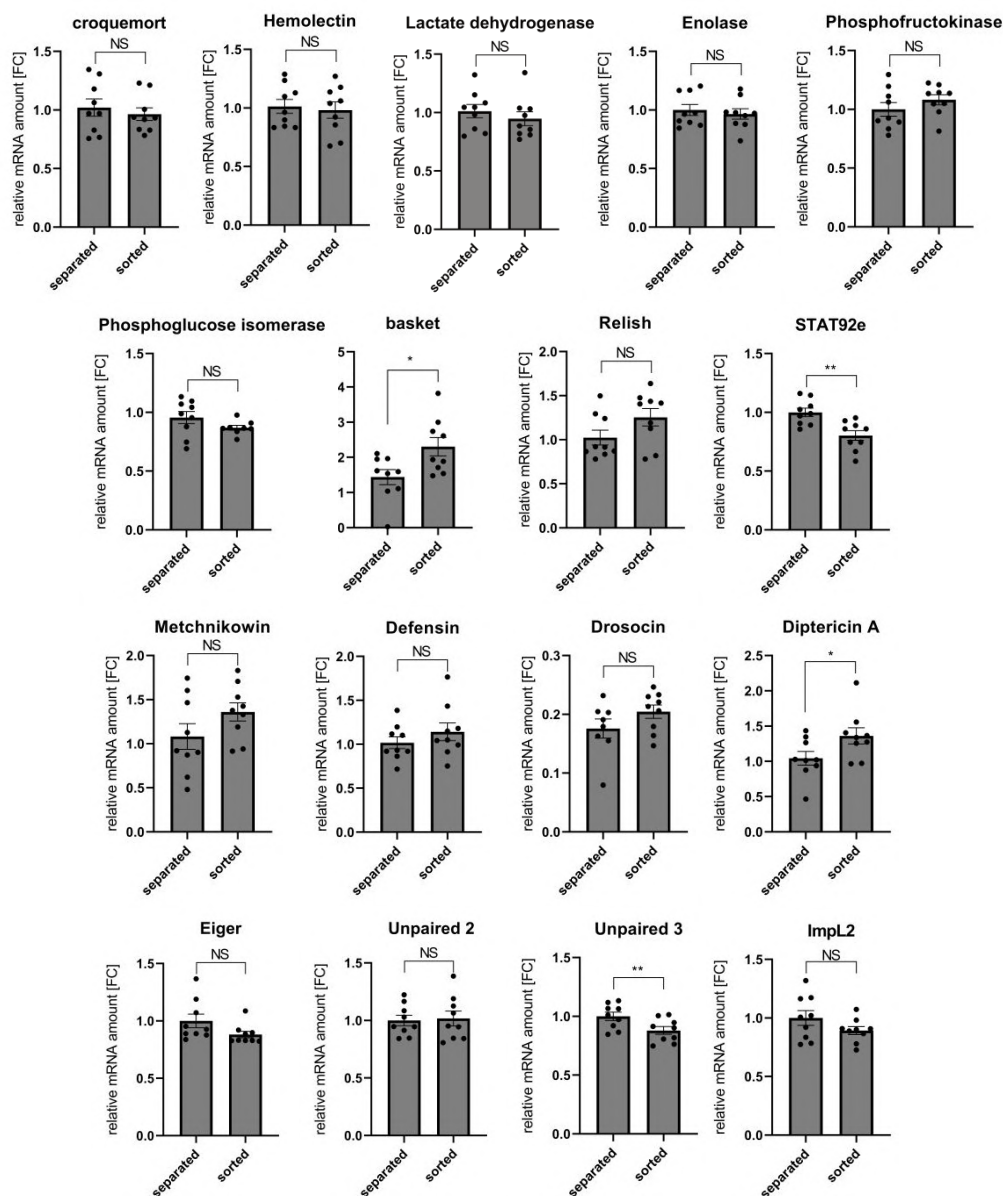 croquemort
Hemolectin
Lactate dehydrogenase
Enolase
Phosphofructokinase
relative mRNA amount [FC]
1.5
1.0
0.5
0.0
NS
separated
sorted
relative mRNA amount [FC]
1.5
1.0
0.5
0.0
NS
separated
sorted
relative mRNA amount [FC]
1.5
1.0
0.5
0.0
NS
separated
sorted
relative mRNA amount [FC]
1.5
1.0
0.5
0.0
NS
separated
sorted
relative mRNA amount [FC]
1.5
1.0
0.5
0.0
NS
separated
sorted
Phosphoglucose isomerase
basket
Relish
STAT92e
relative mRNA amount [FC]
1.5
1.0
0.5
0.0
NS
separated
sorted
relative mRNA amount [FC]
5
4
3
2
1
0
*
separated
sorted
relative mRNA amount [FC]
2.0
1.5
1.0
0.5
0.0
NS
separated
sorted
relative mRNA amount [FC]
1.5
1.0
0.5
0.0
**
separated
sorted
Metchnikowin
Defensin
Drosocin
Diptericin A
relative mRNA amount [FC]
2.0
1.5
1.0
0.5
0.0
NS
separated
sorted
relative mRNA amount [FC]
2.0
1.5
1.0
0.5
0.0
NS
separated
sorted
relative mRNA amount [FC]
0.3
0.2
0.1
0.0
NS
separated
sorted
relative mRNA amount [FC]
2.5
2.0
1.5
1.0
0.5
0.0
*
separated
sorted
Eiger
Unpaired 2
Unpaired 3
ImpL2
relative mRNA amount [FC]
1.5
1.0
0.5
0.0
NS
separated
sorted
relative mRNA amount [FC]
1.5
1.0
0.5
0.0
NS
separated
sorted
relative mRNA amount [FC]
1.5
1.0
0.5
0.0
**
separated
sorted
relative mRNA amount [FC]
1.5
1.0
0.5
0.0
NS
separated
sorted